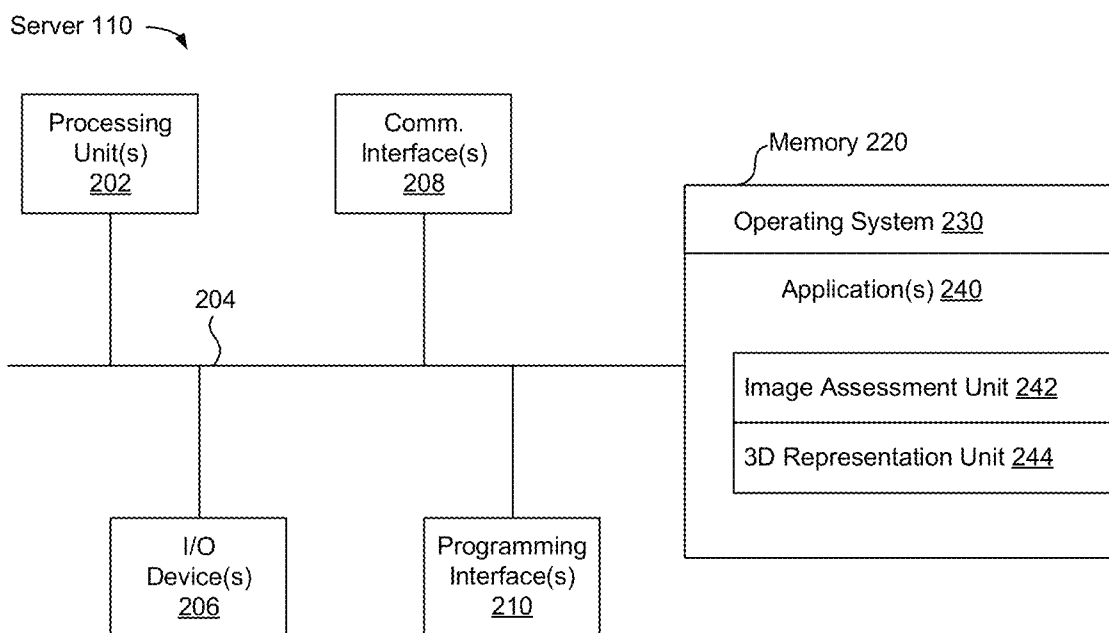 Server 110
Processing
Unit(s)
202
Comm.
Interface(s)
208
Memory 220
Operating System 230
Application(s) 240
204
Image Assessment Unit 242
3D Representation Unit 244
I/O
Device(s)
206
Programming
Interface(s)
210